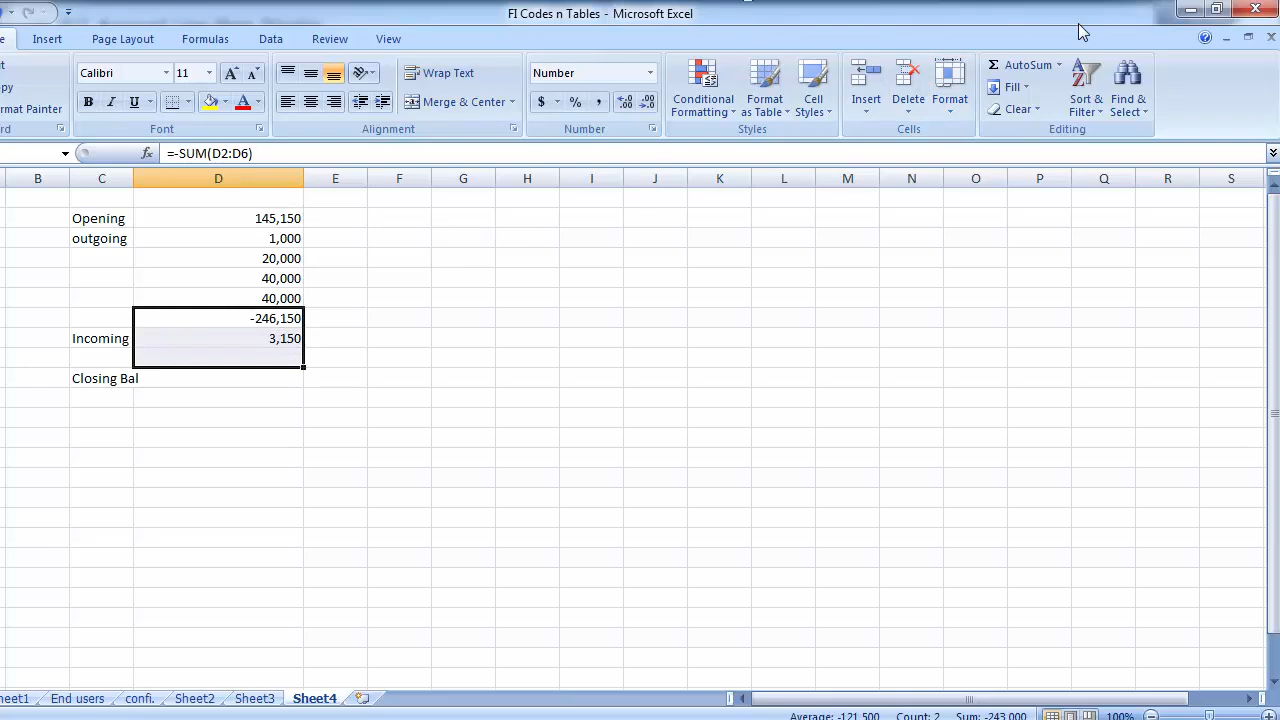 FI Codes n Tables - Microsoft Excel
Insert Page Layout Formulas Data Review View
Calibri 11 A A Wrap Text Number Conditional Formatting Format as Table Cell Styles Insert Delete Format Σ AutoSum Sort & Filter Find & Select
Fill
B I U A Merge & Center $ % , Clear
ormat Painter
Font Alignment Number Styles Cells Editing
fx =-SUM(D2:D6)
B C D E F G H I J K L M N O P Q R S
Opening 145,150
outgoing 1,000
20,000
40,000
40,000
-246,150
Incoming 3,150
Closing Bal
heet1 End users confi. Sheet2 Sheet3 Sheet4
Average: -121,500 Count: 2 Sum: -243,000 100%